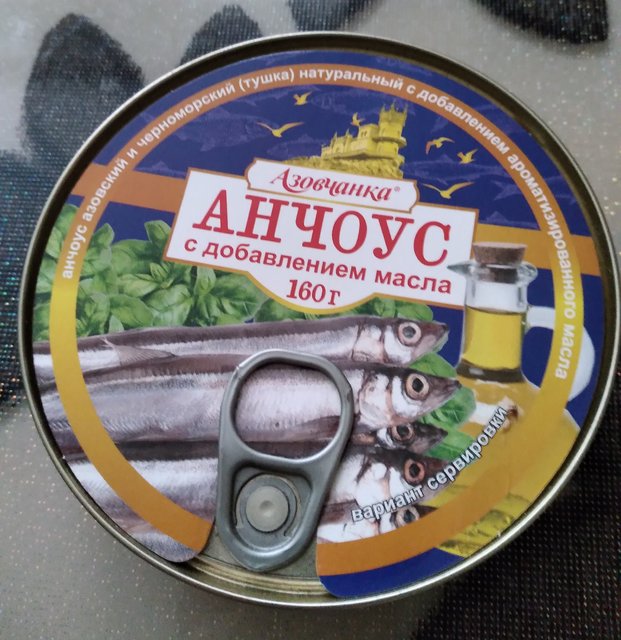 анчоус азовский и черноморский (тушка) натуральный с добавлением ароматизированного масла
Азовчанка®
АНЧОУС
с добавлением масла
160 г
вариант сервировки